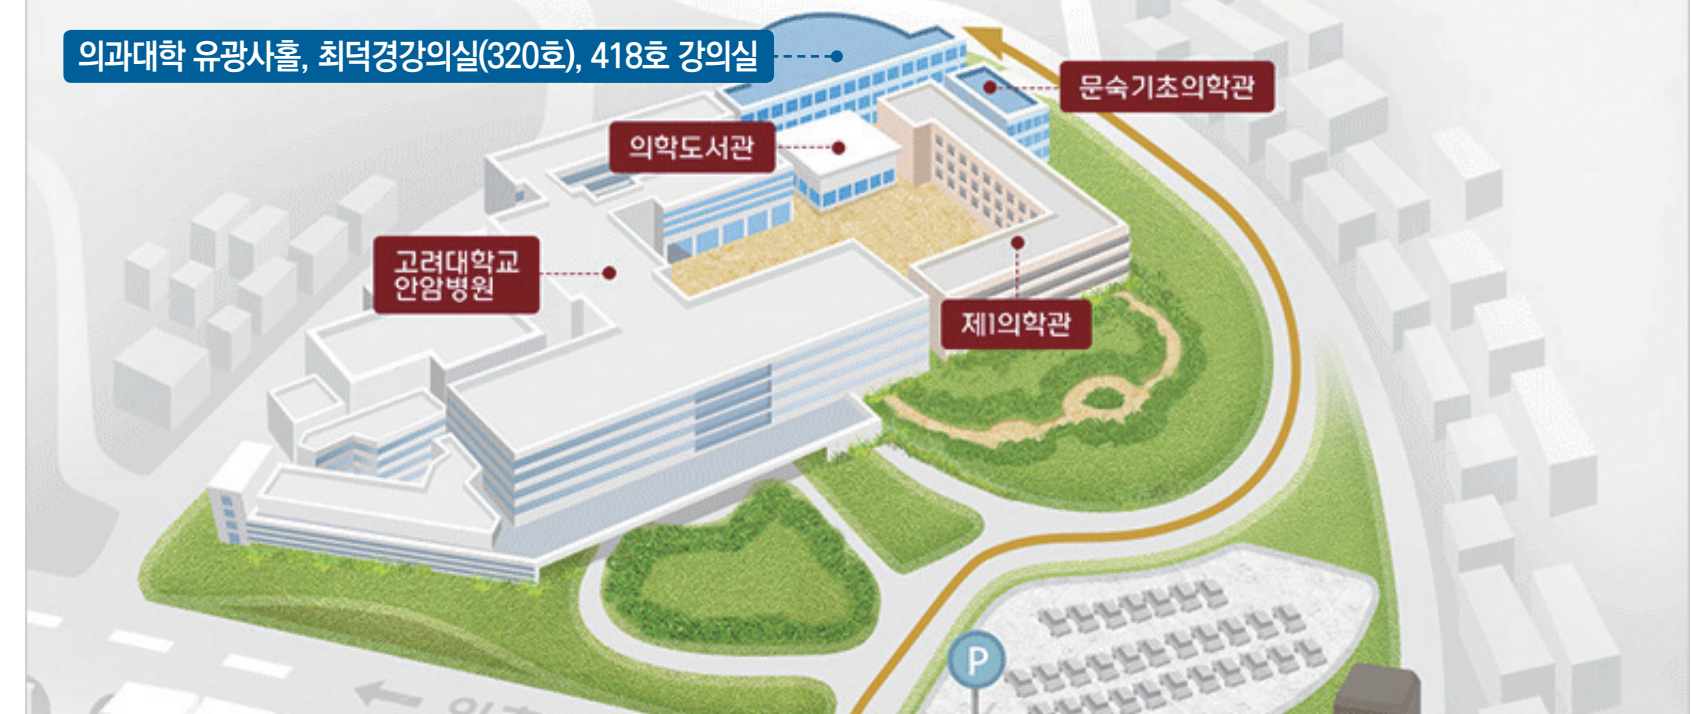 의과대학 유광사홀, 최덕경강의실(320호), 418호 강의실
문숙기초의학관
의학도서관
고려대학교
안암병원
제1의학관
P